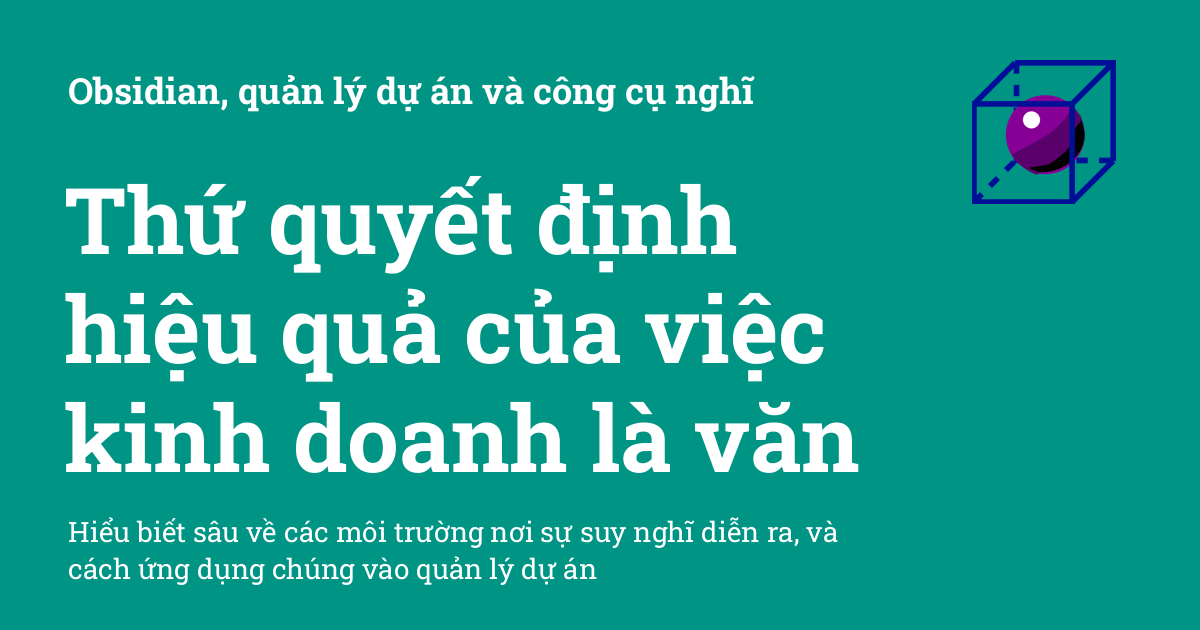 Obsidian, quản lý dự án và công cụ nghĩ
Thứ quyết định
hiệu quả của việc
kinh doanh là văn
Hiểu biết sâu về các môi trường nơi sự suy nghĩ diễn ra, và
cách ứng dụng chúng vào quản lý dự án